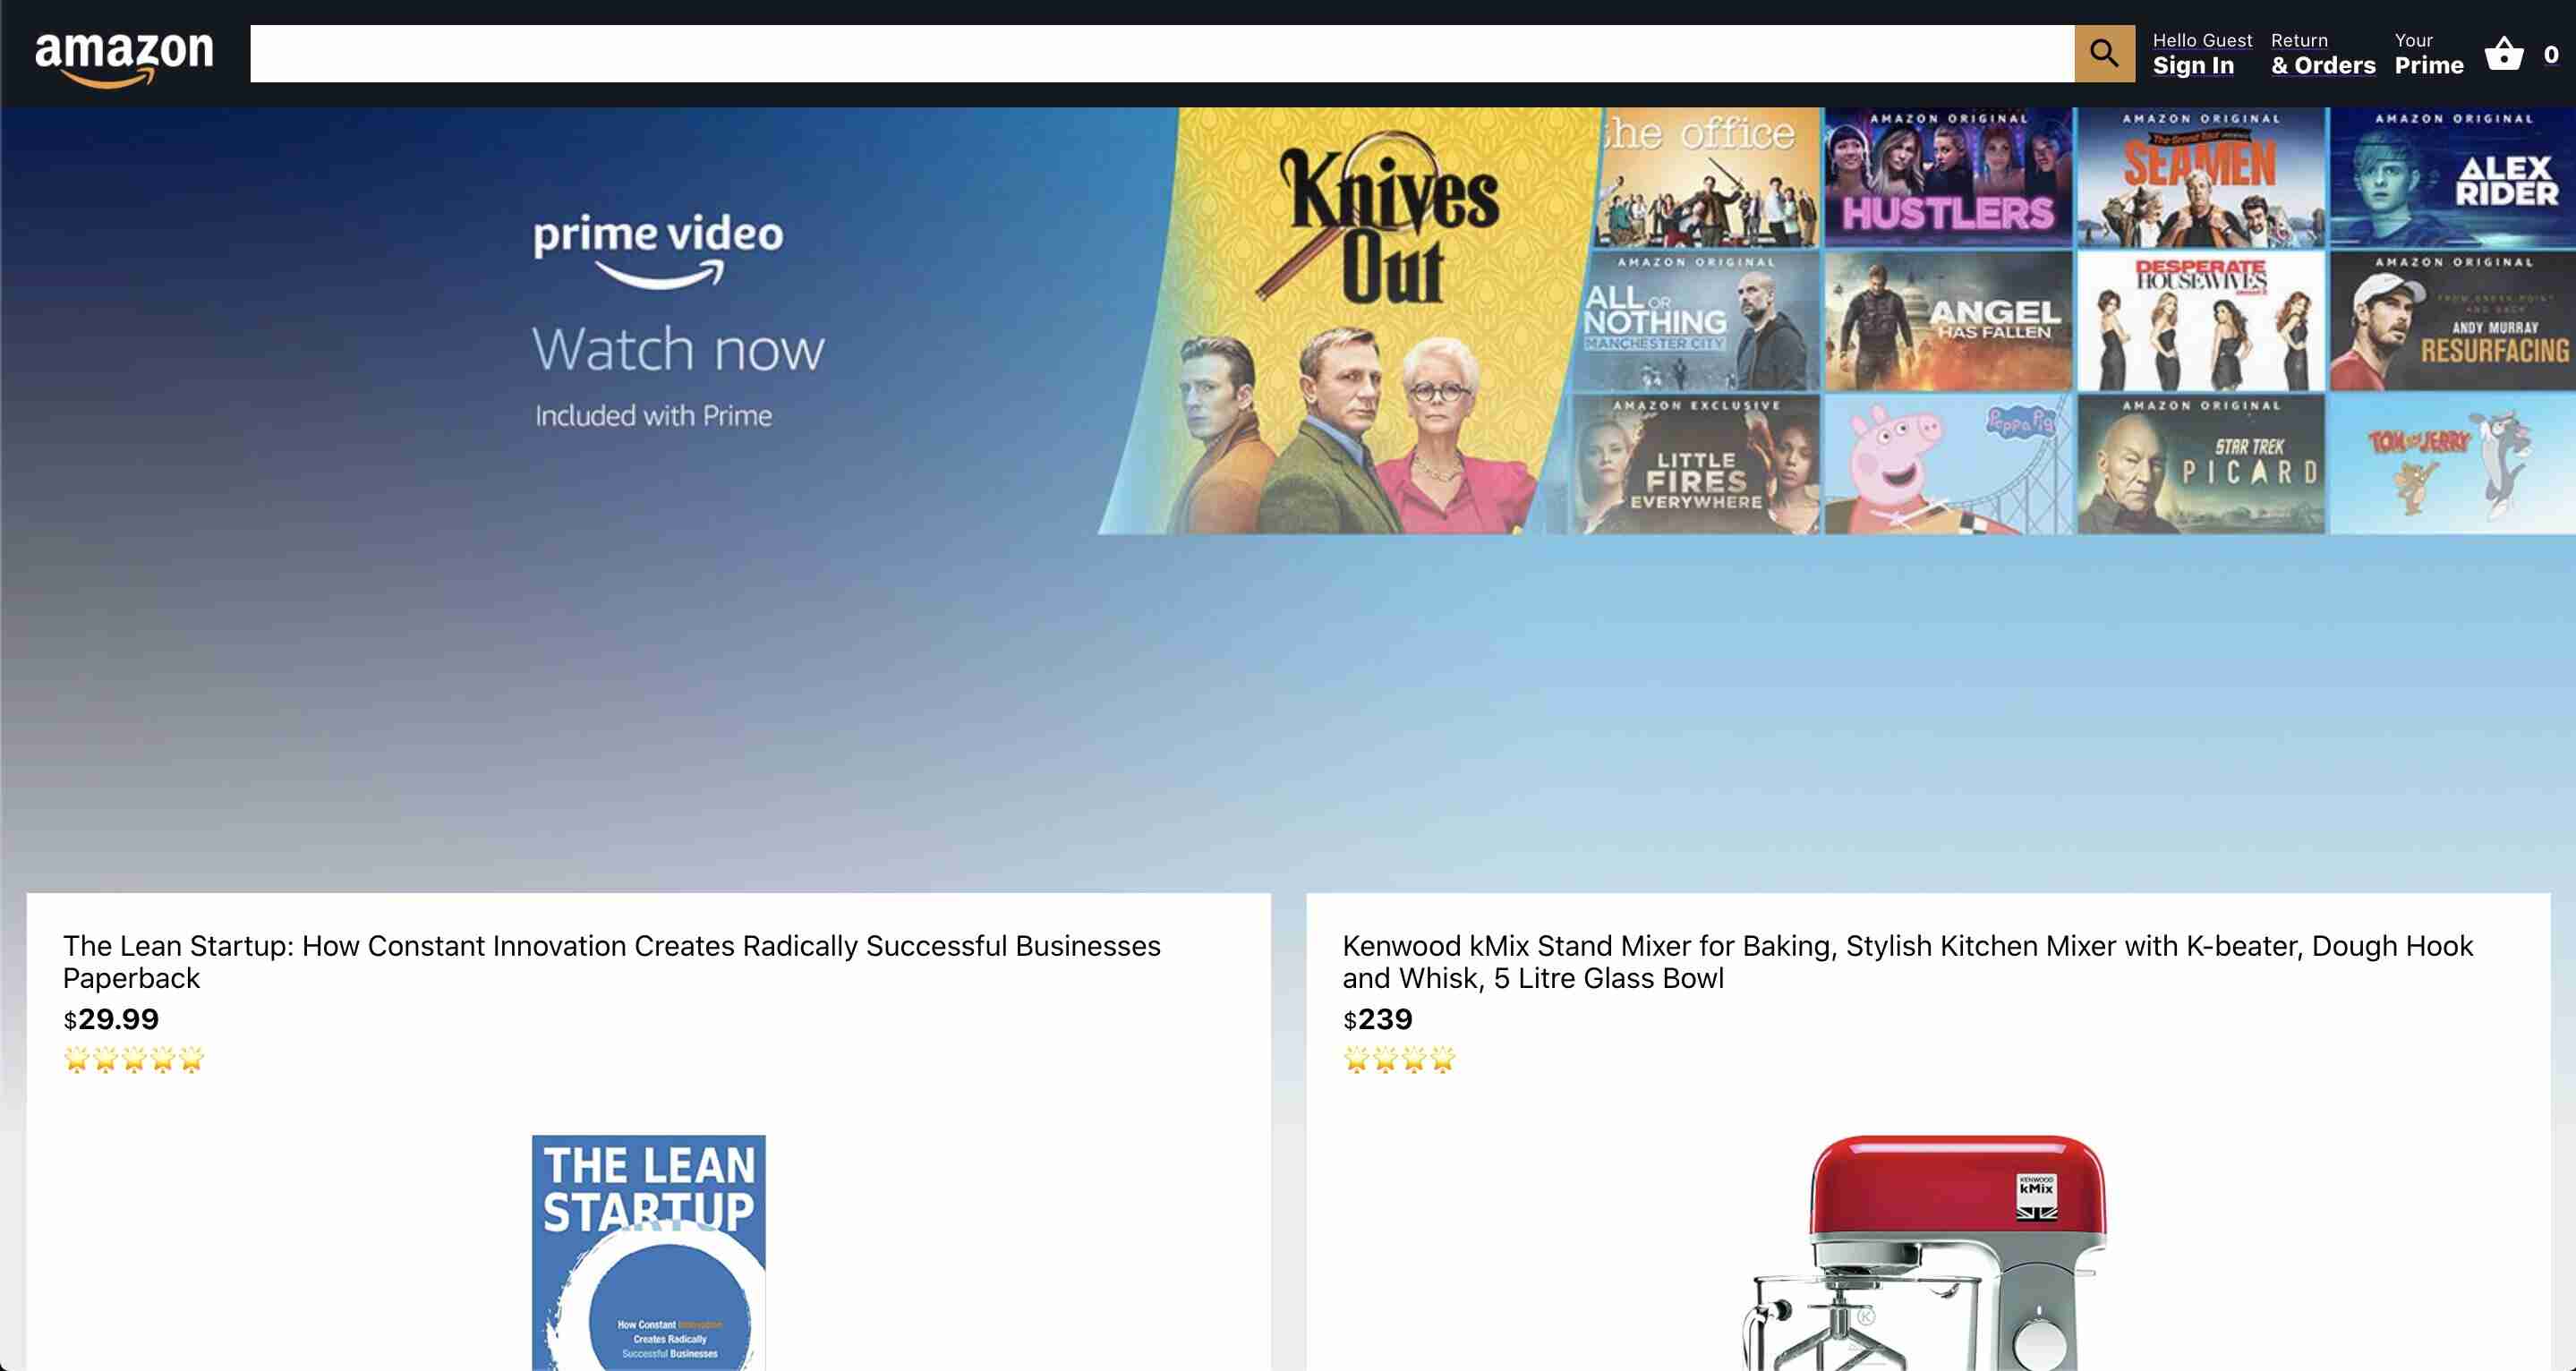 amazon
Hello Guest
Sign In
Return
& Orders
Your
Prime
0
prime video
Watch now
Included with Prime
Knives
Out
the office
AMAZON ORIGINAL
HUSTLERS
AMAZON ORIGINAL
The Grand Tour
SEAMEN
AMAZON ORIGINAL
ALEX
RIDER
AMAZON ORIGINAL
ALL OR
NOTHING
MANCHESTER CITY
ANGEL
HAS FALLEN
DESPERATE
HOUSEWIVES
AMAZON ORIGINAL
ANDY MURRAY
RESURFACING
AMAZON EXCLUSIVE
LITTLE
FIRES
EVERYWHERE
Peppa Pig
AMAZON ORIGINAL
STAR TREK
PICARD
TOM and JERRY
The Lean Startup: How Constant Innovation Creates Radically Successful Businesses
Paperback
$29.99
THE LEAN
STARTUP
How Constant Innovation
Creates Radically
Successful Businesses
Kenwood kMix Stand Mixer for Baking, Stylish Kitchen Mixer with K-beater, Dough Hook
and Whisk, 5 Litre Glass Bowl
$239
KENWOOD
kMix
K